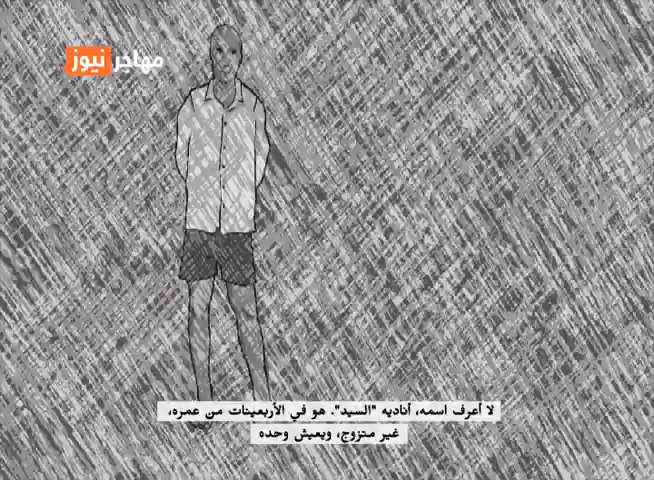 مهاجر نيوز
لا أعرف اسمه، أناديه "السيد". هو في الأربعينات من عمره،
غير متزوج، ويعيش وحده